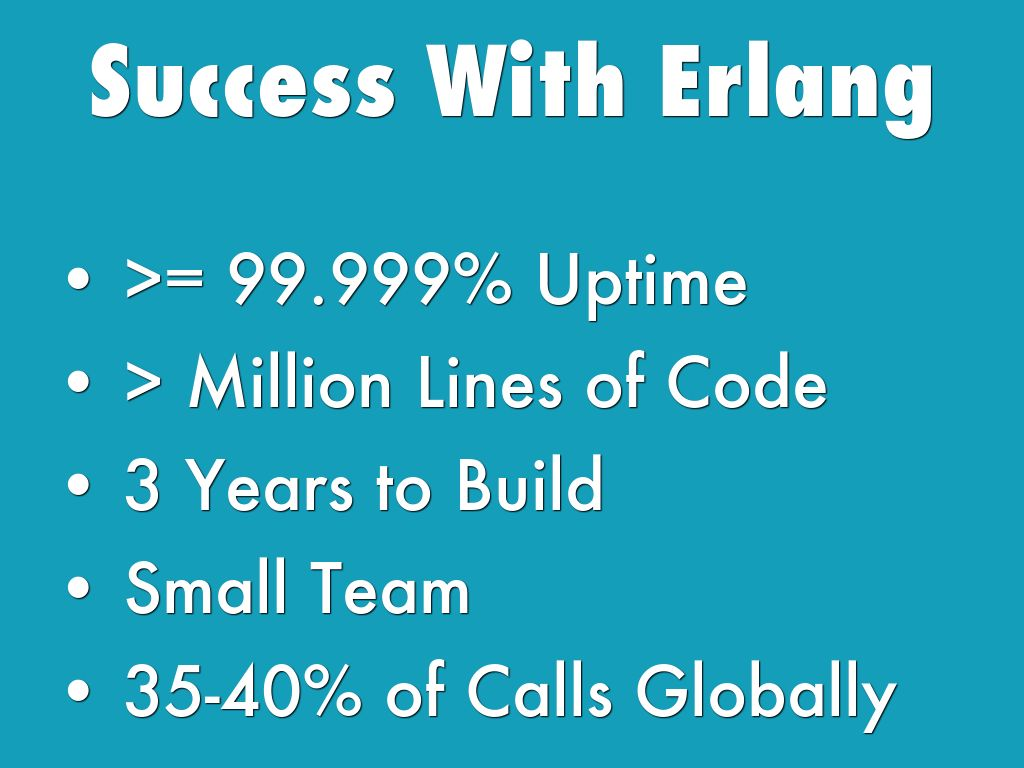 Success With Erlang
• >= 99.999% Uptime
• > Million Lines of Code
• 3 Years to Build
• Small Team
• 35-40% of Calls Globally